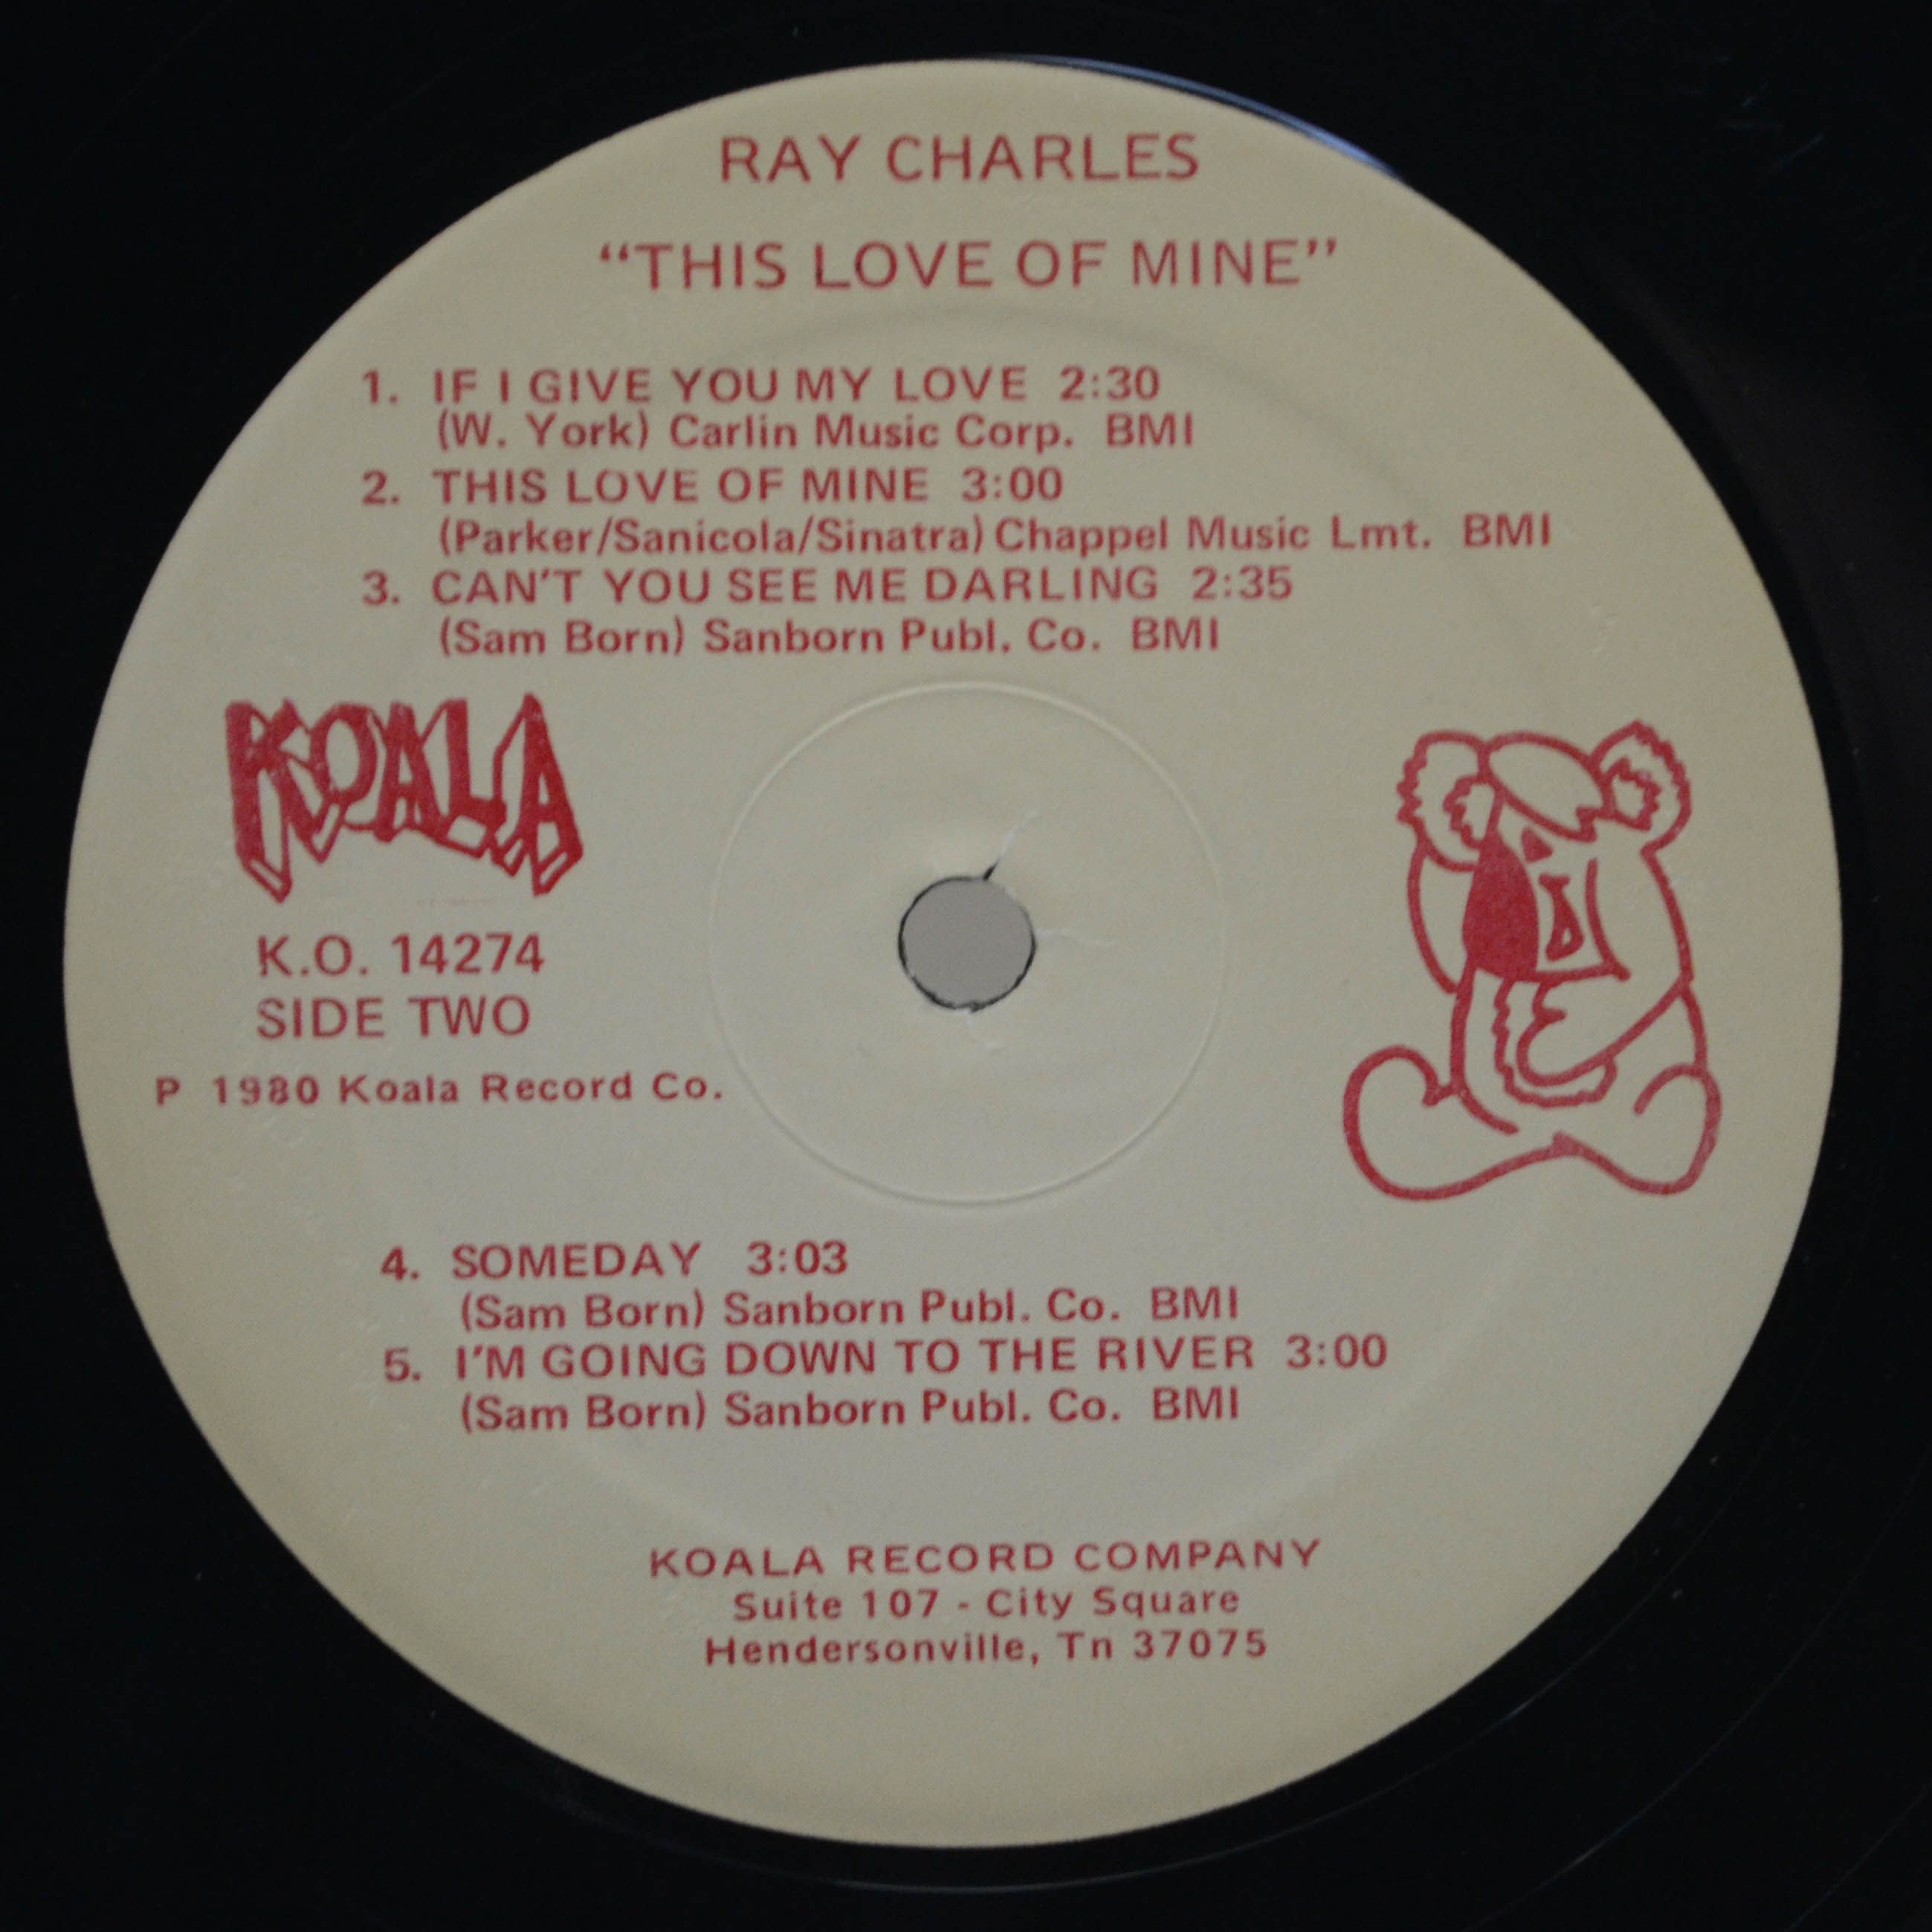 RAY CHARLES
“THIS LOVE OF MINE”
1. IF I GIVE YOU MY LOVE 2:30
(W. York) Carlin Music Corp. BMI
2. THIS LOVE OF MINE 3:00
(Parker/Sanicola/Sinatra) Chappel Music Lmt. BMI
3. CAN'T YOU SEE ME DARLING 2:35
(Sam Born) Sanborn Publ. Co. BMI
KOALA
K.O. 14274
SIDE TWO
P 1980 Koala Record Co.
4. SOMEDAY 3:03
(Sam Born) Sanborn Publ. Co. BMI
5. I'M GOING DOWN TO THE RIVER 3:00
(Sam Born) Sanborn Publ. Co. BMI
KOALA RECORD COMPANY
Suite 107 - City Square
Hendersonville, Tn 37075